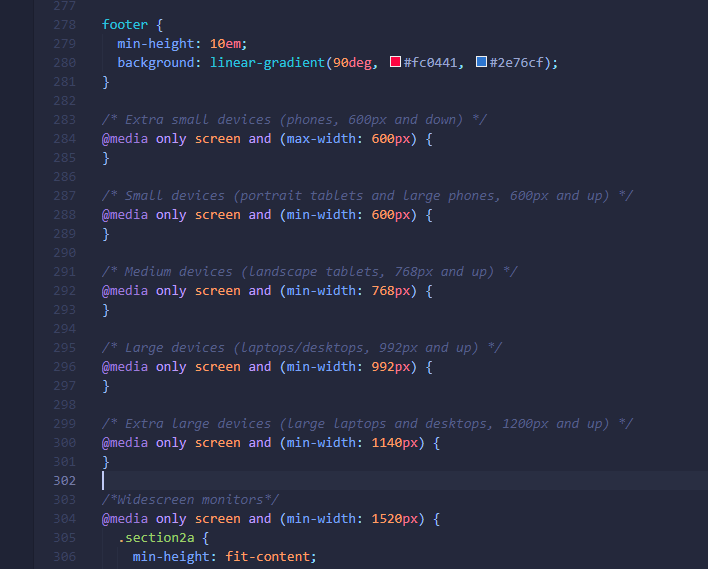 277
278 footer {
279 min-height: 10em;
280 background: linear-gradient(90deg, #fc0441, #2e76cf);
281 }
282
283 /* Extra small devices (phones, 600px and down) */
284 @media only screen and (max-width: 600px) {
285 }
286
287 /* Small devices (portrait tablets and large phones, 600px and up) */
288 @media only screen and (min-width: 600px) {
289 }
290
291 /* Medium devices (landscape tablets, 768px and up) */
292 @media only screen and (min-width: 768px) {
293 }
294
295 /* Large devices (laptops/desktops, 992px and up) */
296 @media only screen and (min-width: 992px) {
297 }
298
299 /* Extra large devices (large laptops and desktops, 1200px and up) */
300 @media only screen and (min-width: 1140px) {
301 }
302
303 /*Widescreen monitors*/
304 @media only screen and (min-width: 1520px) {
305 .section2a {
306 min-height: fit-content;